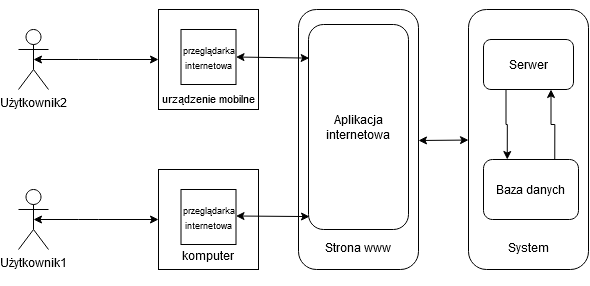 przeglądarka
internetowa
urządzenie mobilne
Użytkownik2
Aplikacja
internetowa
Serwer
Baza danych
przeglądarka
internetowa
komputer
Użytkownik1
Strona www
System